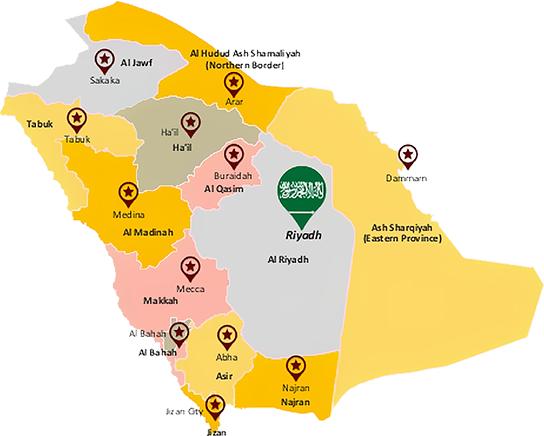 Al Hudud Ash Shamaliyah
(Northern Border)
Al Jawf
Sakaka
Arar
Tabuk
Tabuk
Ha'il
Ha'il
Buraidah
Al Qasim
Dammam
Medina
Al Madinah
Riyadh
Ash Sharqiyah
(Eastern Province)
Al Riyadh
Mecca
Makkah
Al Bahah
Al Bahah
Abha
Asir
Najran
Najran
Jizan City
Jizan